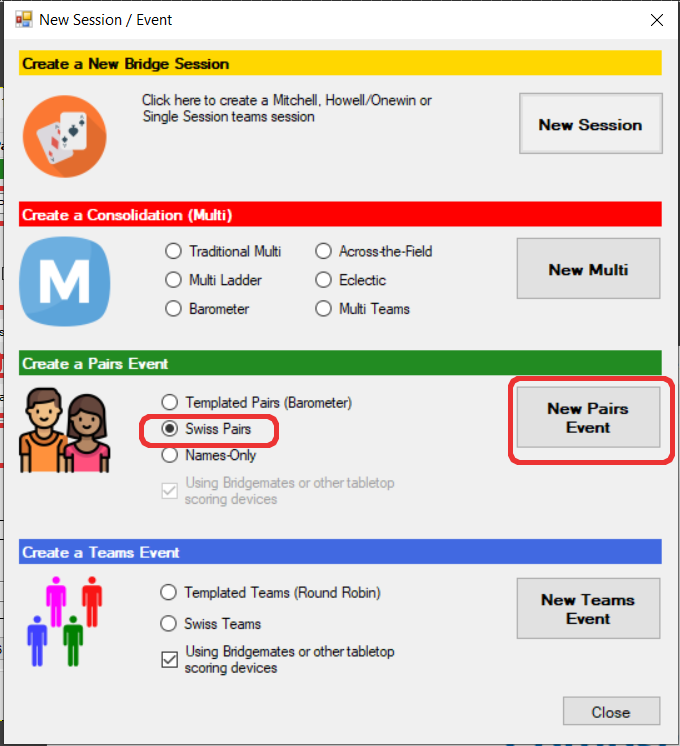 New Session / Event
Create a New Bridge Session
Click here to create a Mitchell, Howell/Onewin or
Single Session teams session
New Session
Create a Consolidation (Multi)
Traditional Multi
Across-the-Field
M
Multi Ladder
Eclectic
Barometer
Multi Teams
New Multi
Create a Pairs Event
Templated Pairs (Barometer)
Swiss Pairs
Names-Only
Using Bridgemates or other tabletop
scoring devices
New Pairs
Event
Create a Teams Event
Templated Teams (Round Robin)
Swiss Teams
Using Bridgemates or other tabletop
scoring devices
New Teams
Event
Close